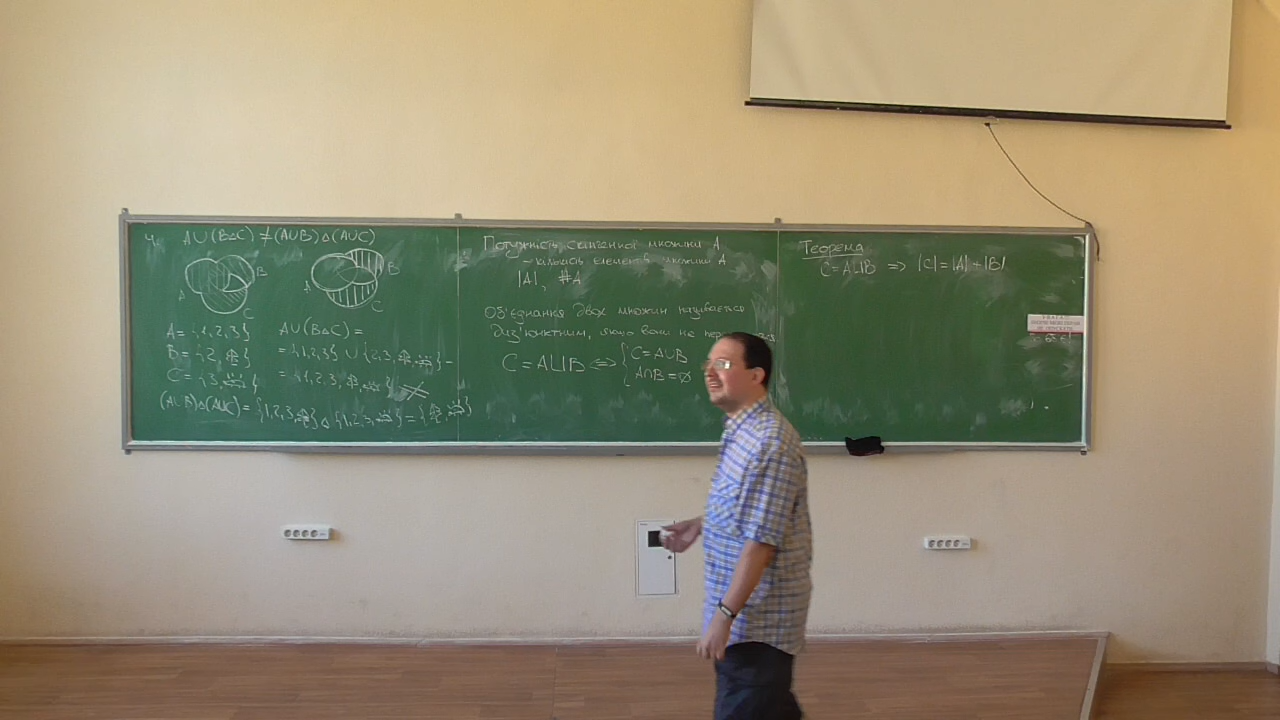 4. A∪(B△C) ≠ (A∪B)△(A∪C)
A B C
A B C
A = {1,2,3}
B = {2,
C = {3,
A∪(B△C) =
= {1,2,3} ∪ {2,3,
= {1,2,3,
(A∪B)△(A∪C) = {1,2,3, } △ {1,2,3, } = {
Потужність скінченної множини A
– кількість елементів множини A
|A|, #A
Об'єднання двох множин називається
диз'юнктним, якщо вони не
C = A⊔B ⟺ { C = A∪B
A∩B = ∅
Теорема
C = A⊔B ⟹ |C| = |A| + |B|